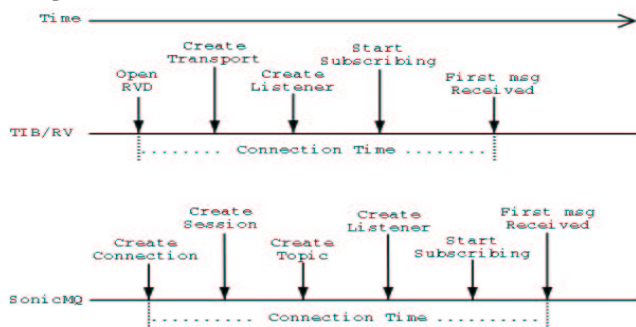 Time
Create
Transport
Start
Subscribing
Open
RVD
Create
Listener
First msg
Received
TIB/RV
........ Connection Time ........
Create
Session
Create
Listener
First msg
Received
Create
Connection
Create
Topic
Start
Subscribing
SonicMQ
........ Connection Time ..........